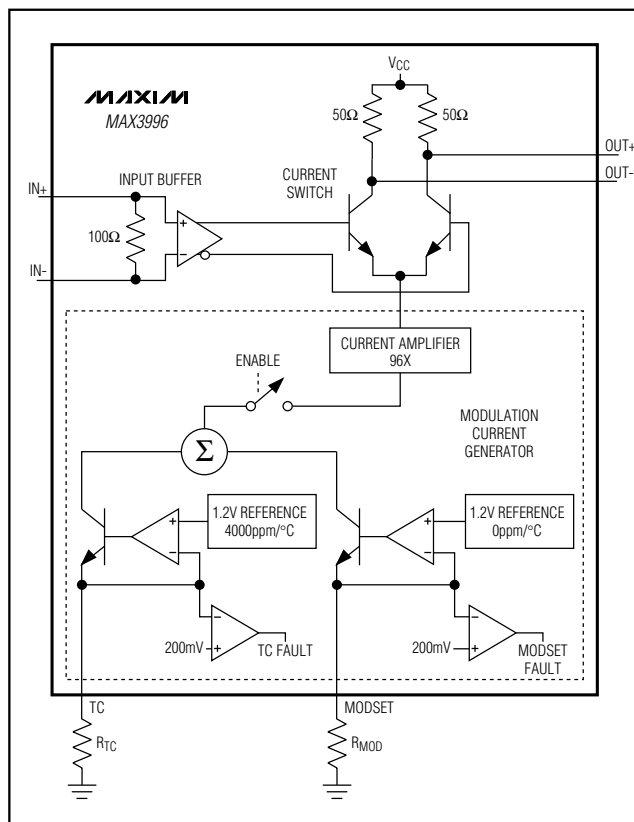 VCC
MAXIM
MAX3996
50Ω
50Ω
OUT+
OUT-
CURRENT
SWITCH
INPUT BUFFER
IN+
+
100Ω
−
IN-
CURRENT AMPLIFIER
96X
ENABLE
MODULATION
CURRENT
GENERATOR
Σ
1.2V REFERENCE
4000ppm/°C
+
−
1.2V REFERENCE
0ppm/°C
+
−
−
200mV
+
TC FAULT
−
200mV
+
MODSET
FAULT
TC
MODSET
RTC
RMOD